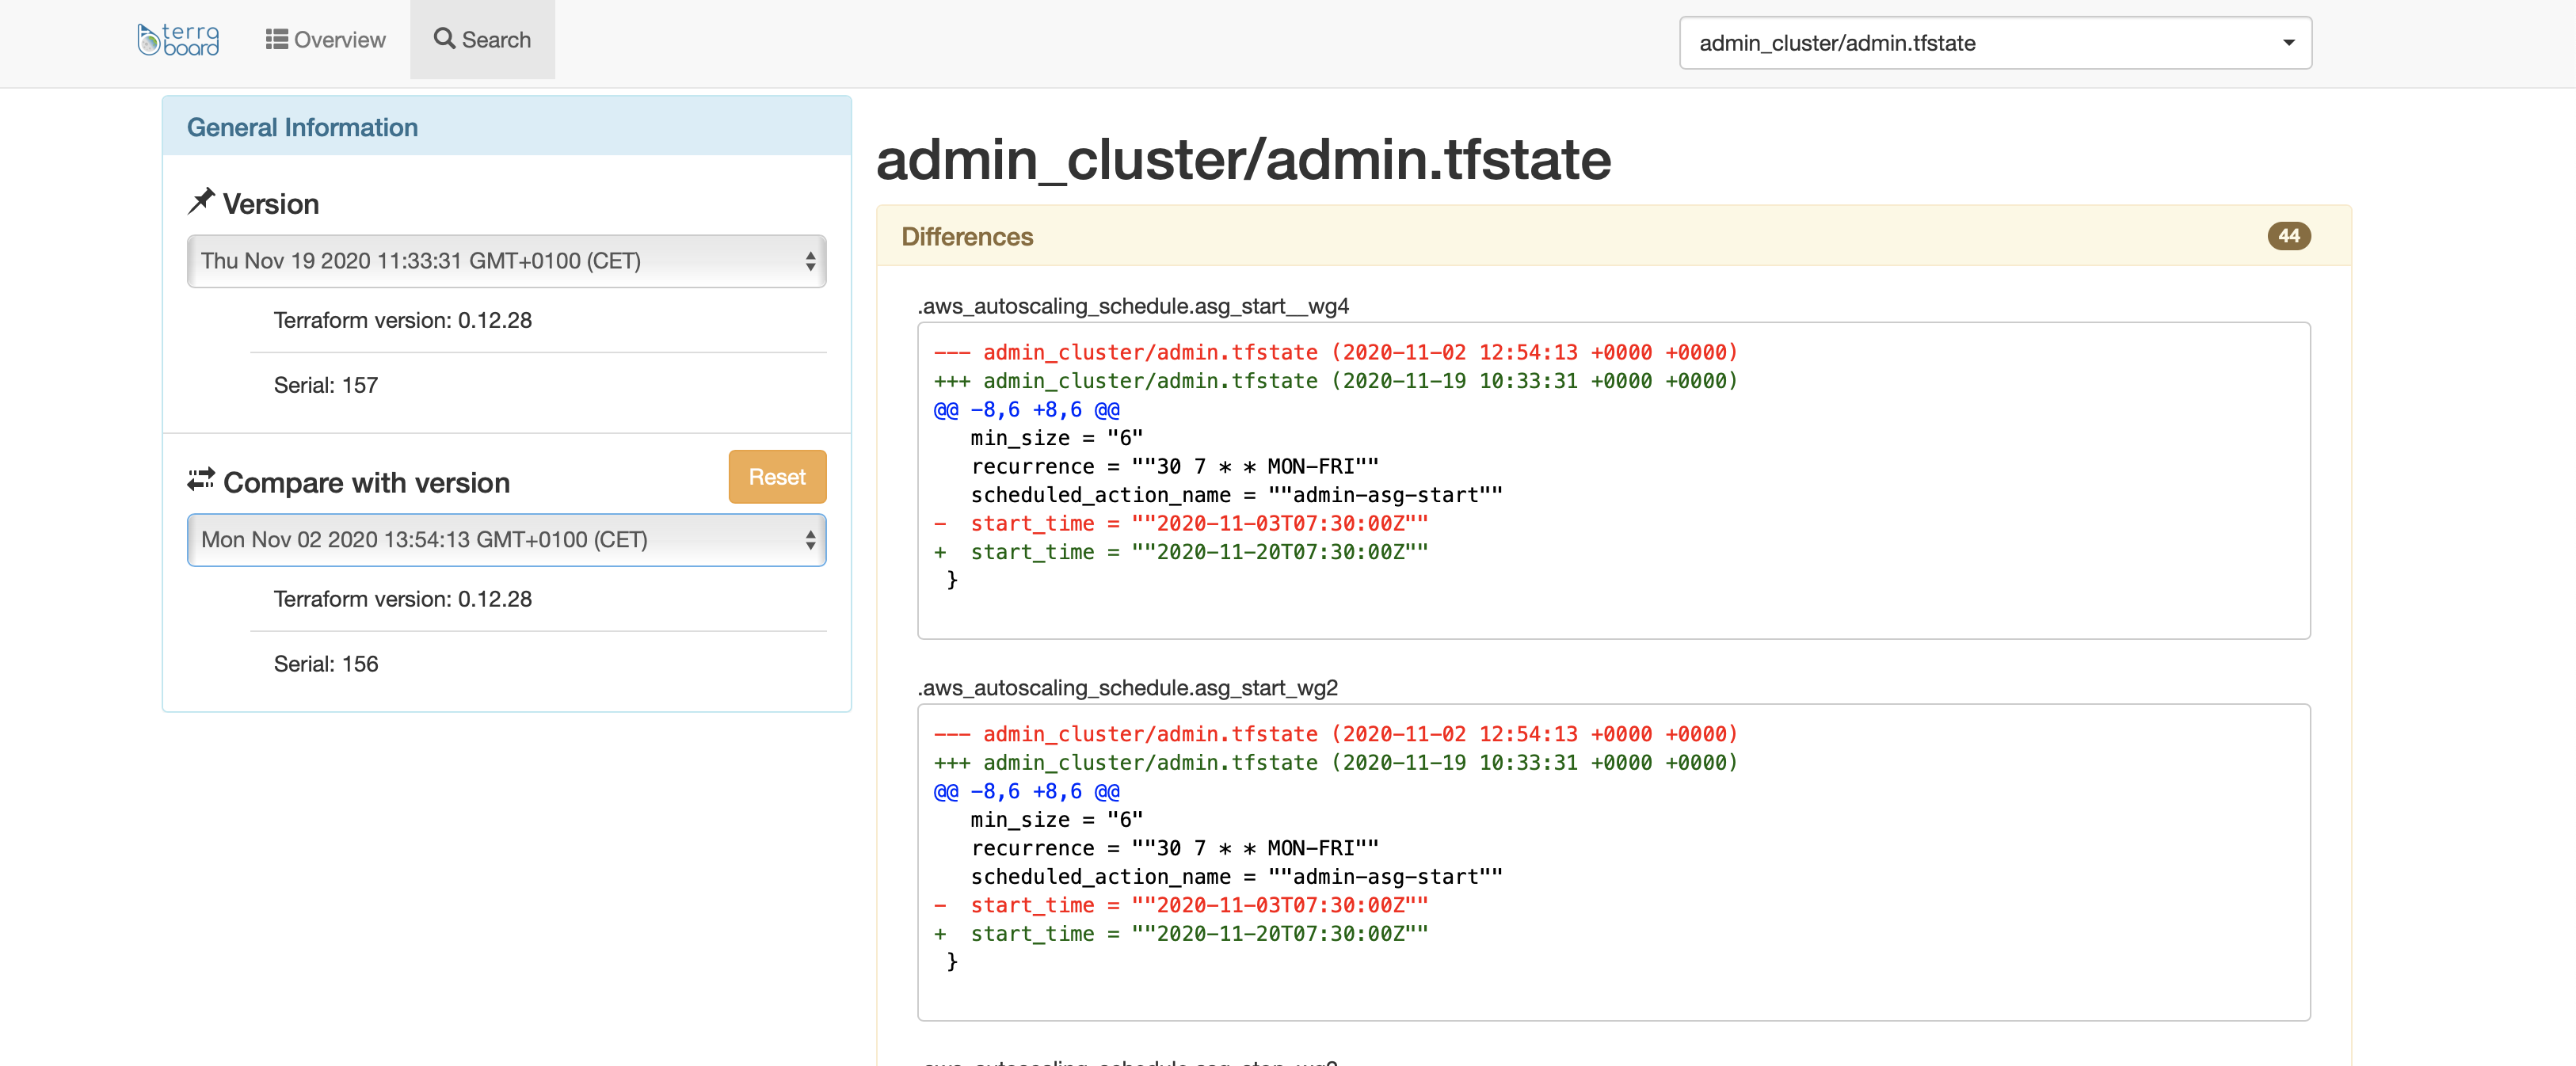 terra
board
Overview
Search
admin_cluster/admin.tfstate
General Information
Version
Thu Nov 19 2020 11:33:31 GMT+0100 (CET)
Terraform version: 0.12.28
Serial: 157
Compare with version
Reset
Mon Nov 02 2020 13:54:13 GMT+0100 (CET)
Terraform version: 0.12.28
Serial: 156
admin_cluster/admin.tfstate
Differences
44
.aws_autoscaling_schedule.asg_start__wg4
--- admin_cluster/admin.tfstate (2020-11-02 12:54:13 +0000 +0000)
+++ admin_cluster/admin.tfstate (2020-11-19 10:33:31 +0000 +0000)
@@ -8,6 +8,6 @@
min_size = "6"
recurrence = ""30 7 * * MON-FRI""
scheduled_action_name = ""admin-asg-start""
- start_time = ""2020-11-03T07:30:00Z""
+ start_time = ""2020-11-20T07:30:00Z""
}
.aws_autoscaling_schedule.asg_start_wg2
--- admin_cluster/admin.tfstate (2020-11-02 12:54:13 +0000 +0000)
+++ admin_cluster/admin.tfstate (2020-11-19 10:33:31 +0000 +0000)
@@ -8,6 +8,6 @@
min_size = "6"
recurrence = ""30 7 * * MON-FRI""
scheduled_action_name = ""admin-asg-start""
- start_time = ""2020-11-03T07:30:00Z""
+ start_time = ""2020-11-20T07:30:00Z""
}